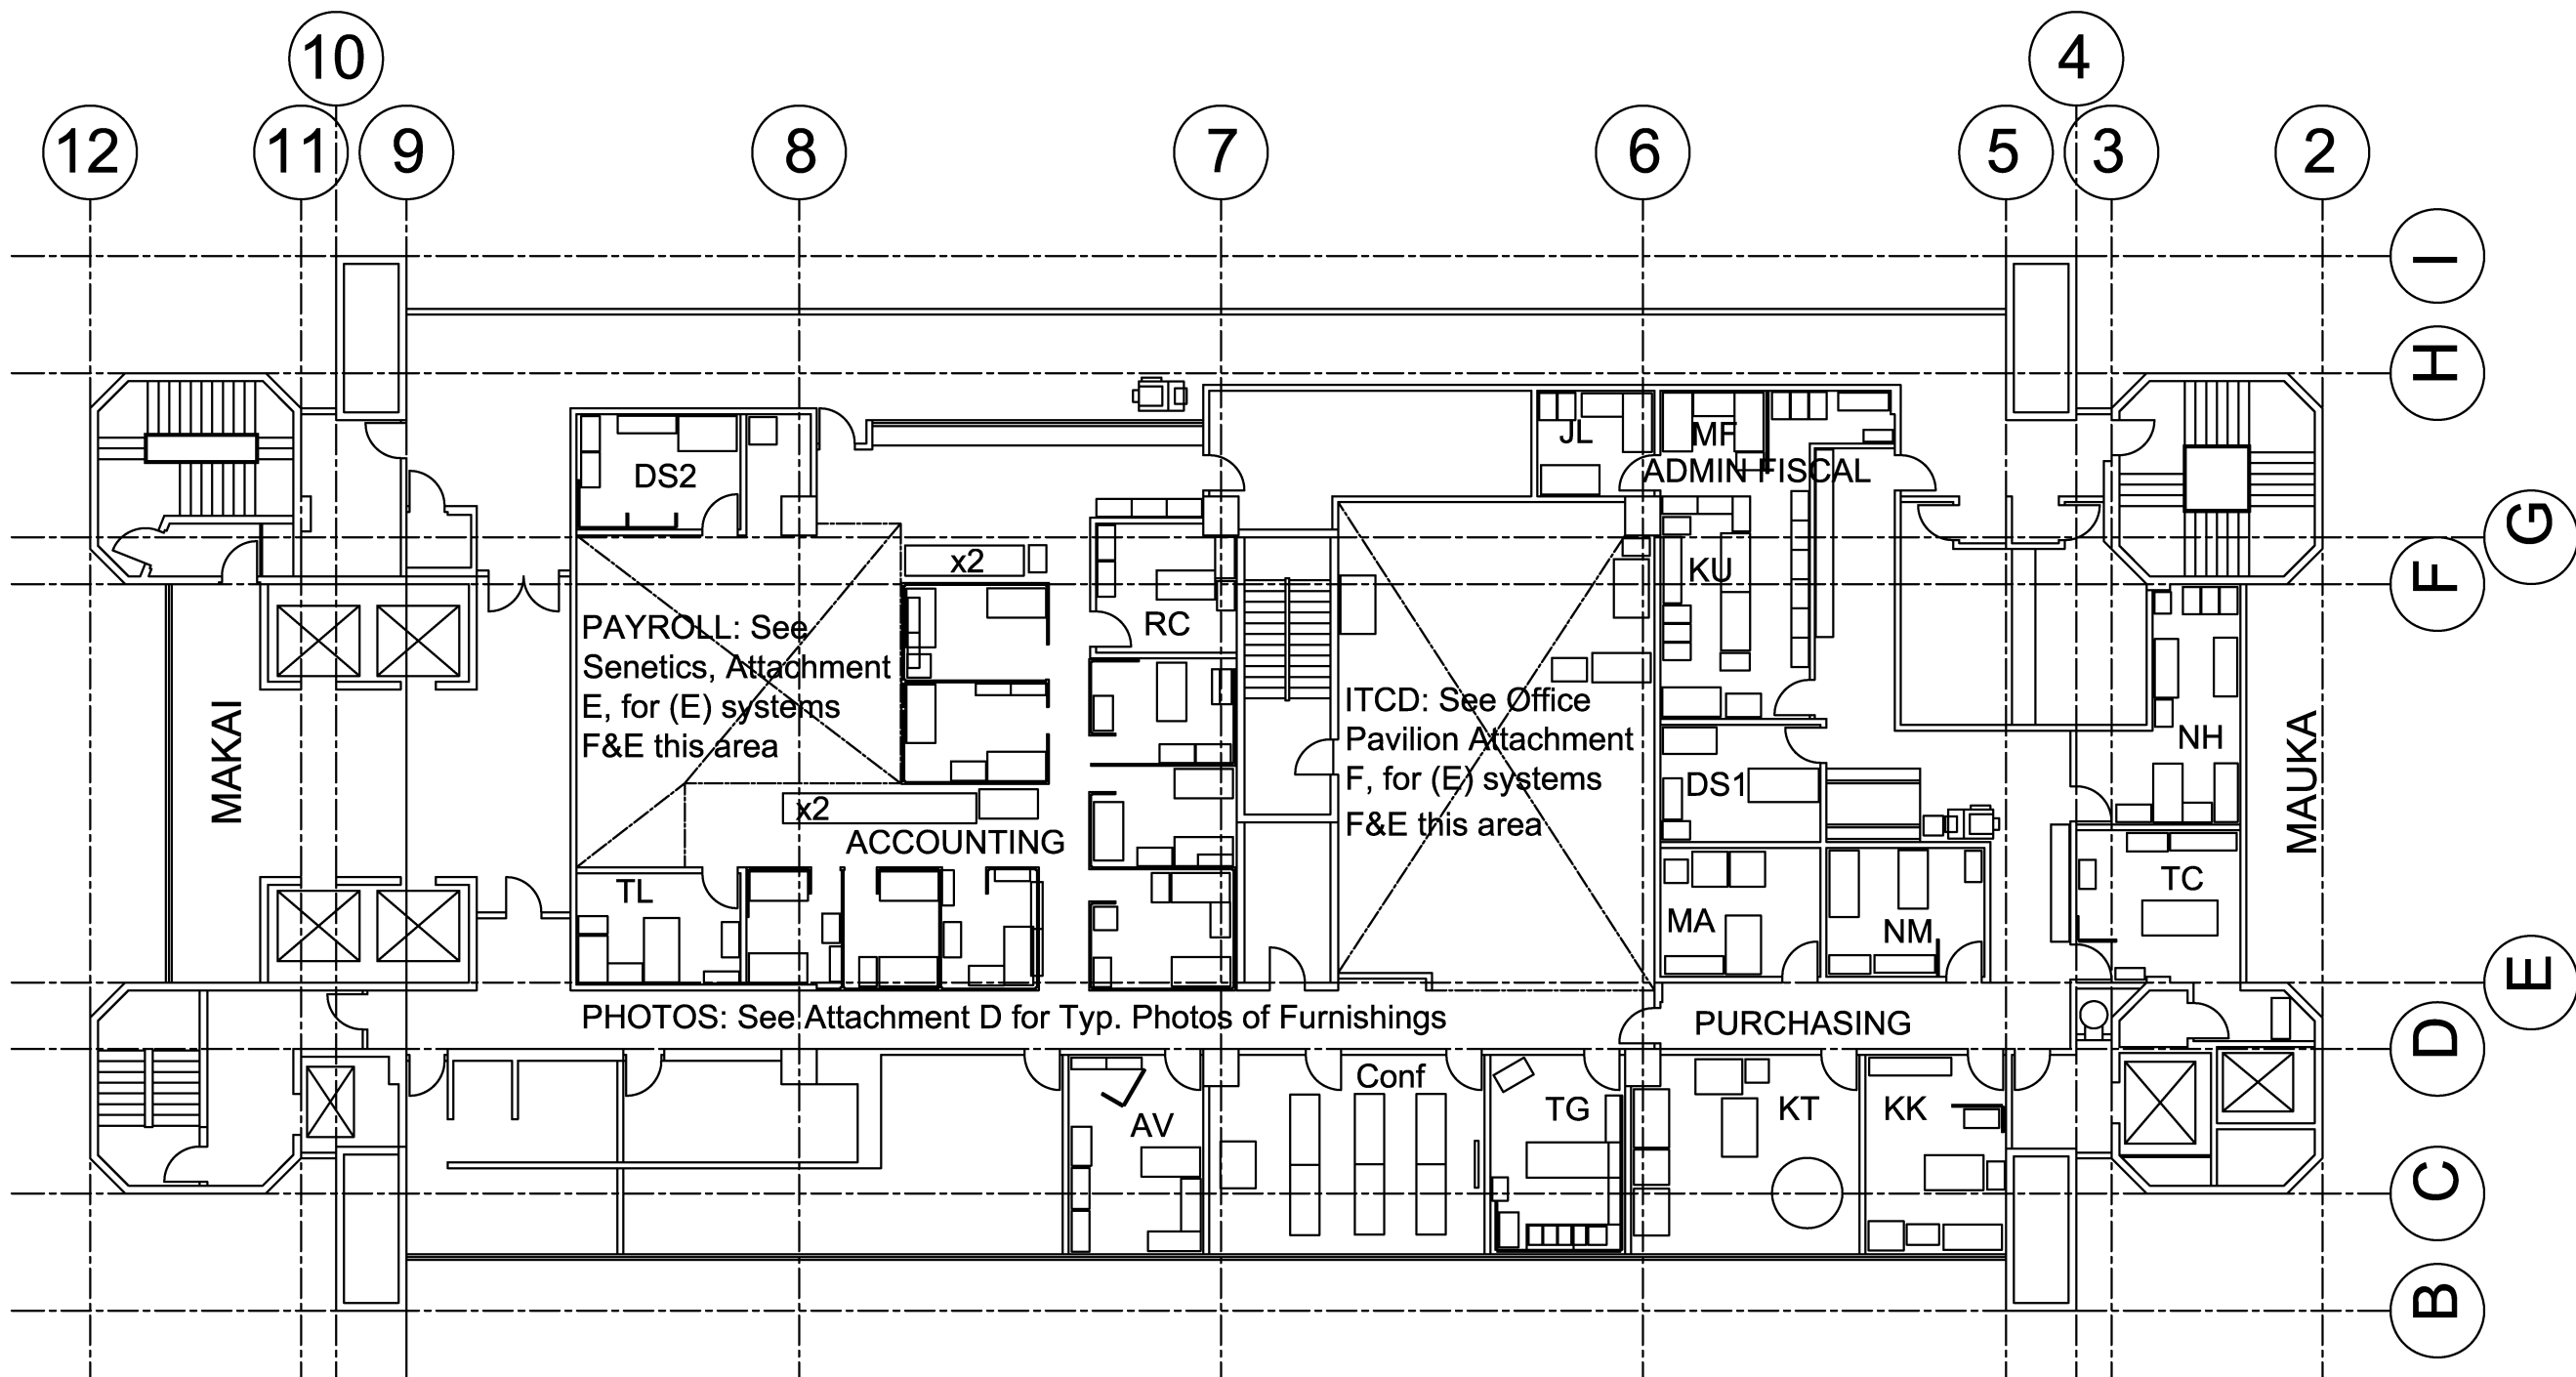 10
4
12
11
9
8
7
6
5
3
2
I
H
JL
MF
ADMIN FISCAL
DS2
G
x2
KU
F
RC
PAYROLL: See
Senetics, Attachment
E, for (E) systems
F&E this area
MAKAI
ITCD: See Office
Pavilion Attachment
F, for (E) systems
F&E this area
NH
MAUKA
DS1
x2
ACCOUNTING
TL
TC
MA
NM
E
PHOTOS: See Attachment D for Typ. Photos of Furnishings
PURCHASING
D
Conf
AV
TG
KT
KK
C
B